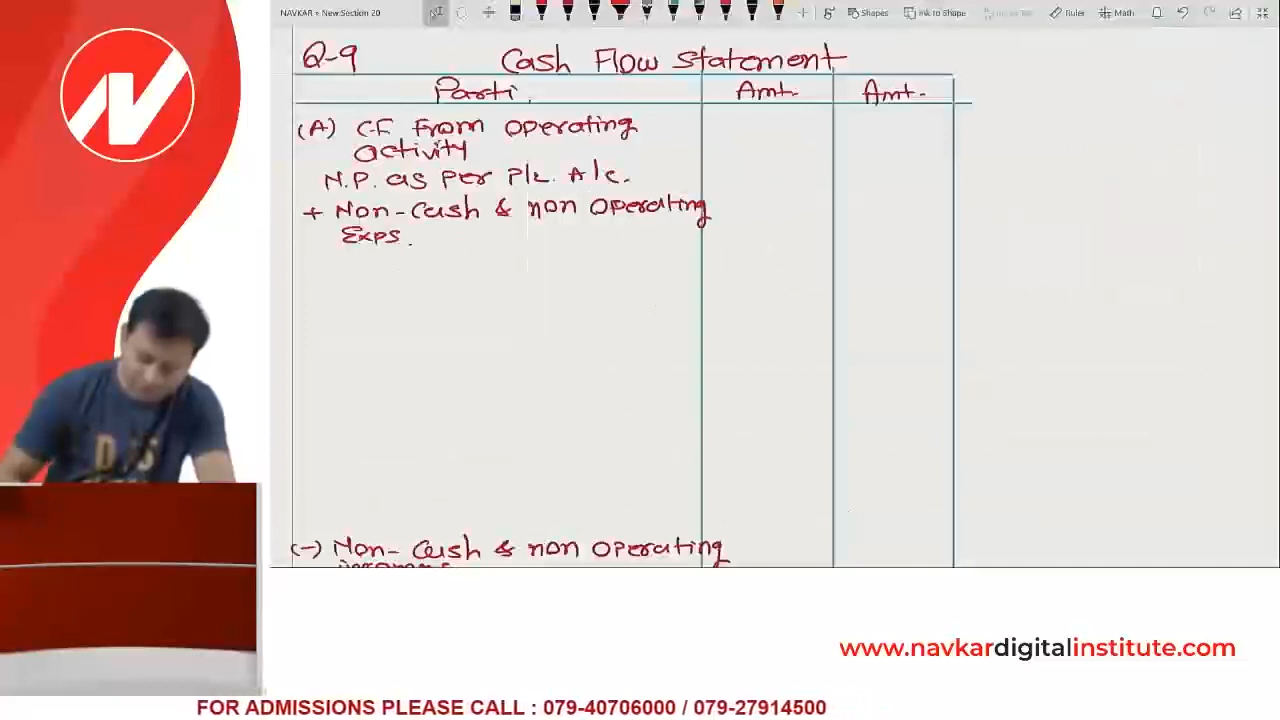 NAVKAR » New Section 20
Shapes Ink to Shape Ruler Math
Q-9 Cash Flow Statement
Parti. Amt. Amt.
(A) C.F. From Operating
activity
N.P. as per P/L A/c.
+ Non-Cash & non Operating
Exps.
(-) Non-Cash & non Operating
www.navkardigitalinstitute.com
FOR ADMISSIONS PLEASE CALL : 079-40706000 / 079-27914500